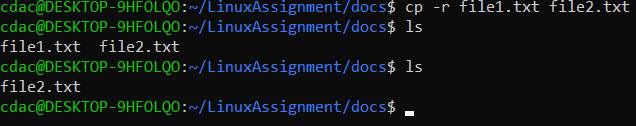 cdac@DESKTOP-9HFOLQO:~/LinuxAssignment/docs$ cp -r file1.txt file2.txt
cdac@DESKTOP-9HFOLQO:~/LinuxAssignment/docs$ ls
file1.txt  file2.txt
cdac@DESKTOP-9HFOLQO:~/LinuxAssignment/docs$ ls
file2.txt
cdac@DESKTOP-9HFOLQO:~/LinuxAssignment/docs$